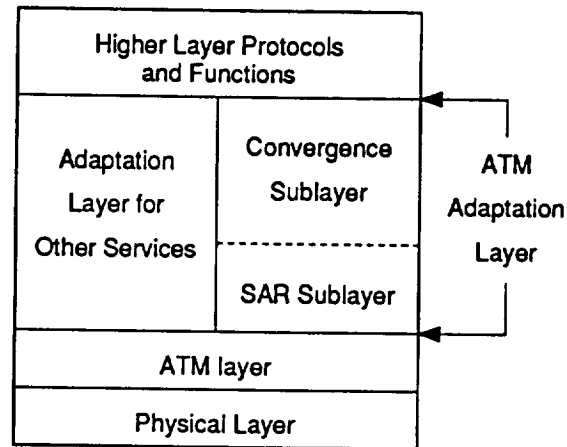 Higher Layer Protocols
and Functions
Adaptation
Layer for
Other Services
Convergence
Sublayer
SAR Sublayer
ATM
Adaptation
Layer
ATM layer
Physical Layer